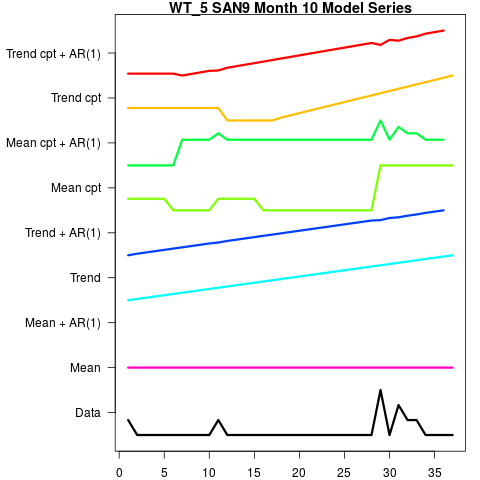 WT_5 SAN9 Month 10 Model Series
Trend cpt + AR(1)
Trend cpt
Mean cpt + AR(1)
Mean cpt
Trend + AR(1)
Trend
Mean + AR(1)
Mean
Data
0 5 10 15 20 25 30 35